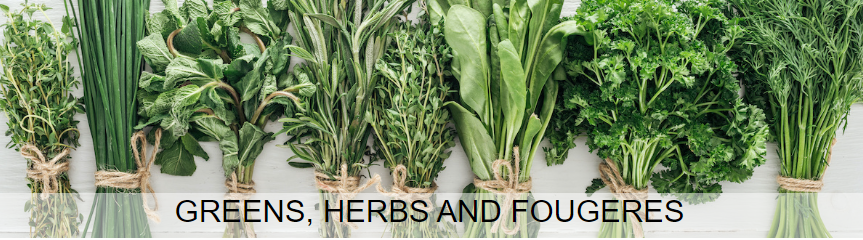 GREENS, HERBS AND FOUGERES